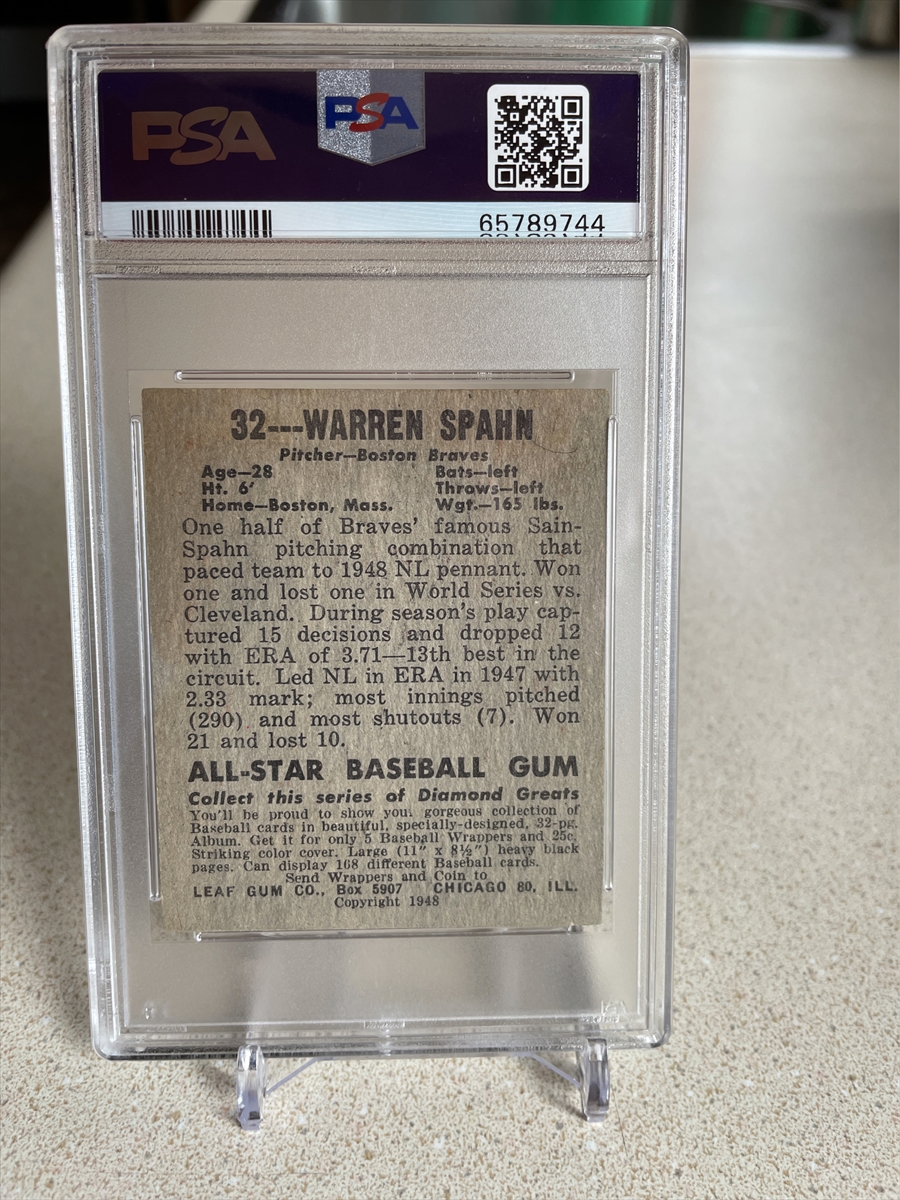 PSA PSA
65789744
32---WARREN SPAHN
Pitcher—Boston Braves
Age—28 Bats—left
Ht. 6' Throws—left
Home—Boston, Mass. Wgt.—165 lbs.
One half of Braves' famous Sain-
Spahn pitching combination that
paced team to 1948 NL pennant. Won
one and lost one in World Series vs.
Cleveland. During season's play cap-
tured 15 decisions and dropped 12
with ERA of 3.71—13th best in the
circuit. Led NL in ERA in 1947 with
2.33 mark; most innings pitched
(290) and most shutouts (7). Won
21 and lost 10.
ALL-STAR BASEBALL GUM
Collect this series of Diamond Greats
You'll be proud to show your gorgeous collection of
Baseball cards in beautiful, specially-designed, 32-pg.
Album. Get it for only 5 Baseball Wrappers and 25c.
Striking color cover. Large (11" x 8½") heavy black
pages. Can display 168 different Baseball cards.
Send Wrappers and Coin to
LEAF GUM CO., Box 5907 CHICAGO 80, ILL.
Copyright 1948